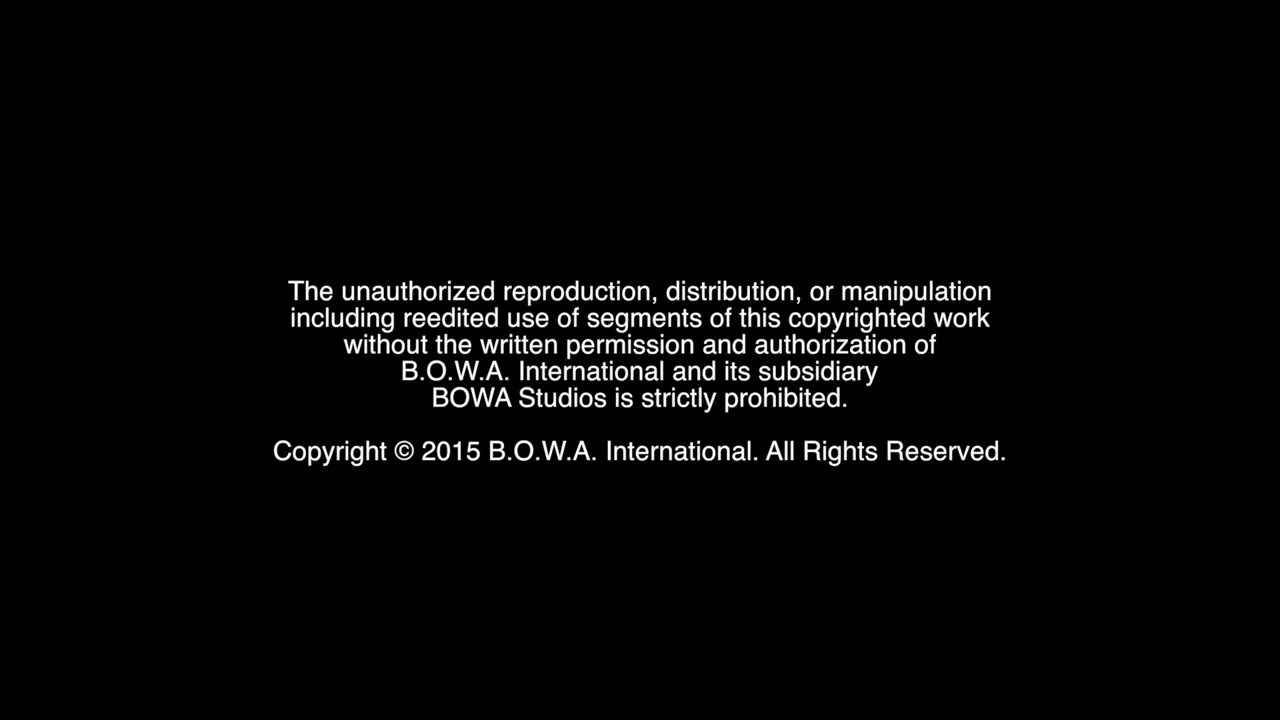 The unauthorized reproduction, distribution, or manipulation
including reedited use of segments of this copyrighted work
without the written permission and authorization of
B.O.W.A. International and its subsidiary
BOWA Studios is strictly prohibited.
Copyright © 2015 B.O.W.A. International. All Rights Reserved.